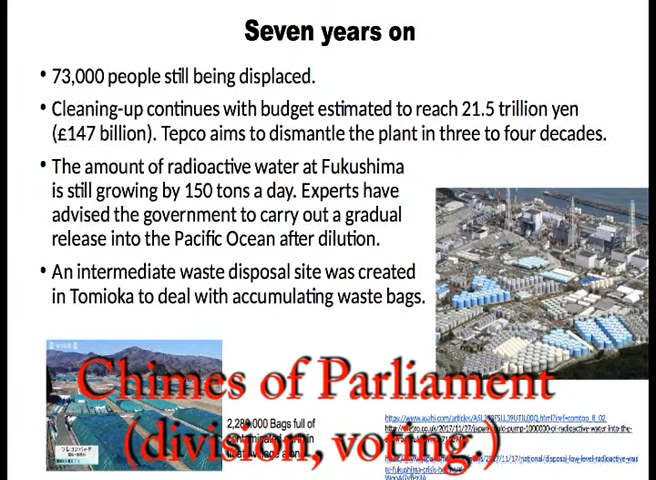 Seven years on
• 73,000 people still being displaced.
• Cleaning-up continues with budget estimated to reach 21.5 trillion yen
(£147 billion). Tepco aims to dismantle the plant in three to four decades.
• The amount of radioactive water at Fukushima
is still growing by 150 tons a day. Experts have
advised the government to carry out a gradual
release into the Pacific Ocean after dilution.
• An intermediate waste disposal site was created
in Tomioka to deal with accumulating waste bags.
Chimes of Parliament
(division, voting.)
Bags full of